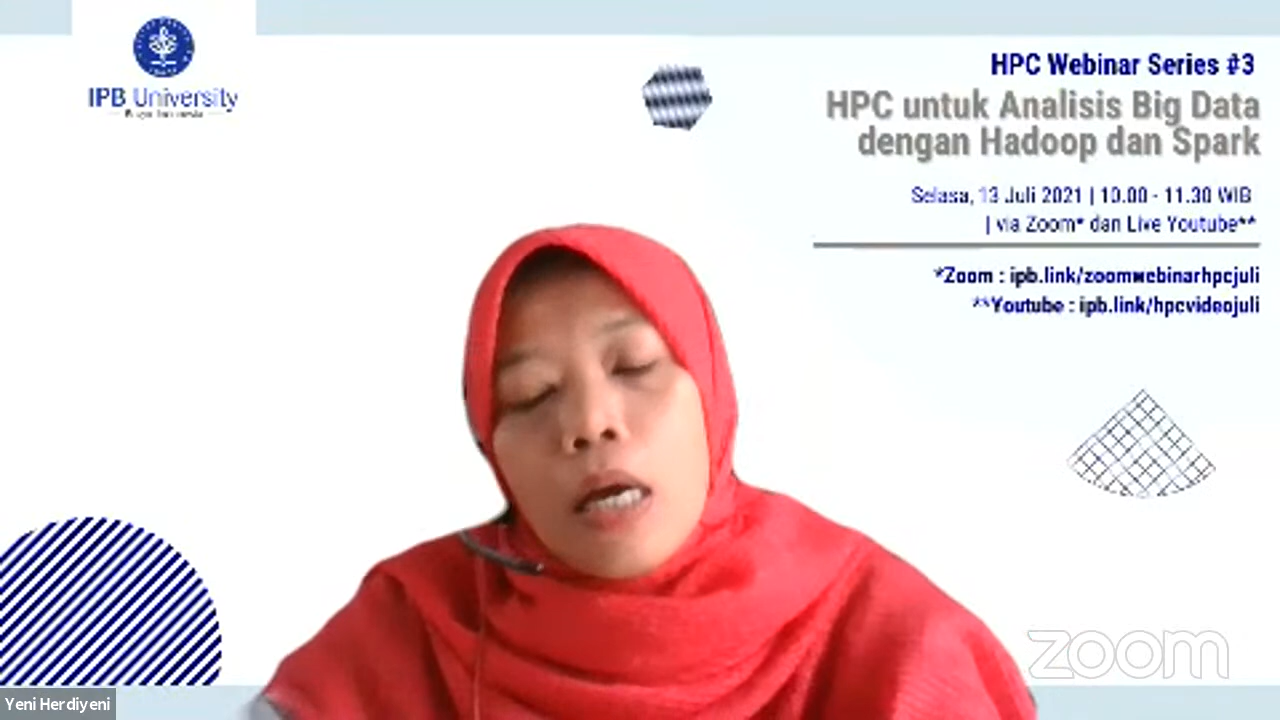 IPB University
Bogor Indonesia
HPC Webinar Series #3
HPC untuk Analisis Big Data
dengan Hadoop dan Spark
Selasa, 13 Juli 2021 | 10.00 - 11.30 WIB
| via Zoom* dan Live Youtube**
*Zoom : ipb.link/zoomwebinarhpcjuli
**Youtube : ipb.link/hpcvideojuli
zoom
Yeni Herdiyeni